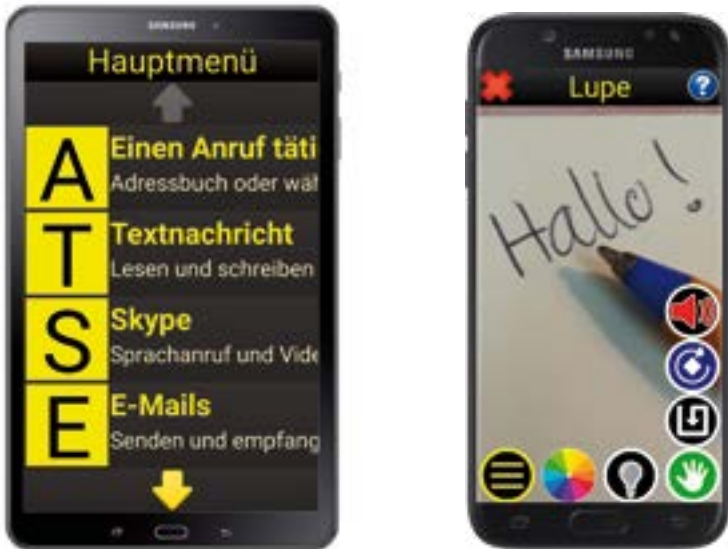 SAMSUNG
Hauptmenü
A
Einen Anruf täti
Adressbuch oder wäh
T
Textnachricht
Lesen und schreiben
S
Skype
Sprachanruf und Vide
E
E-Mails
Senden und empfang
SAMSUNG
Lupe
?
Hallo!